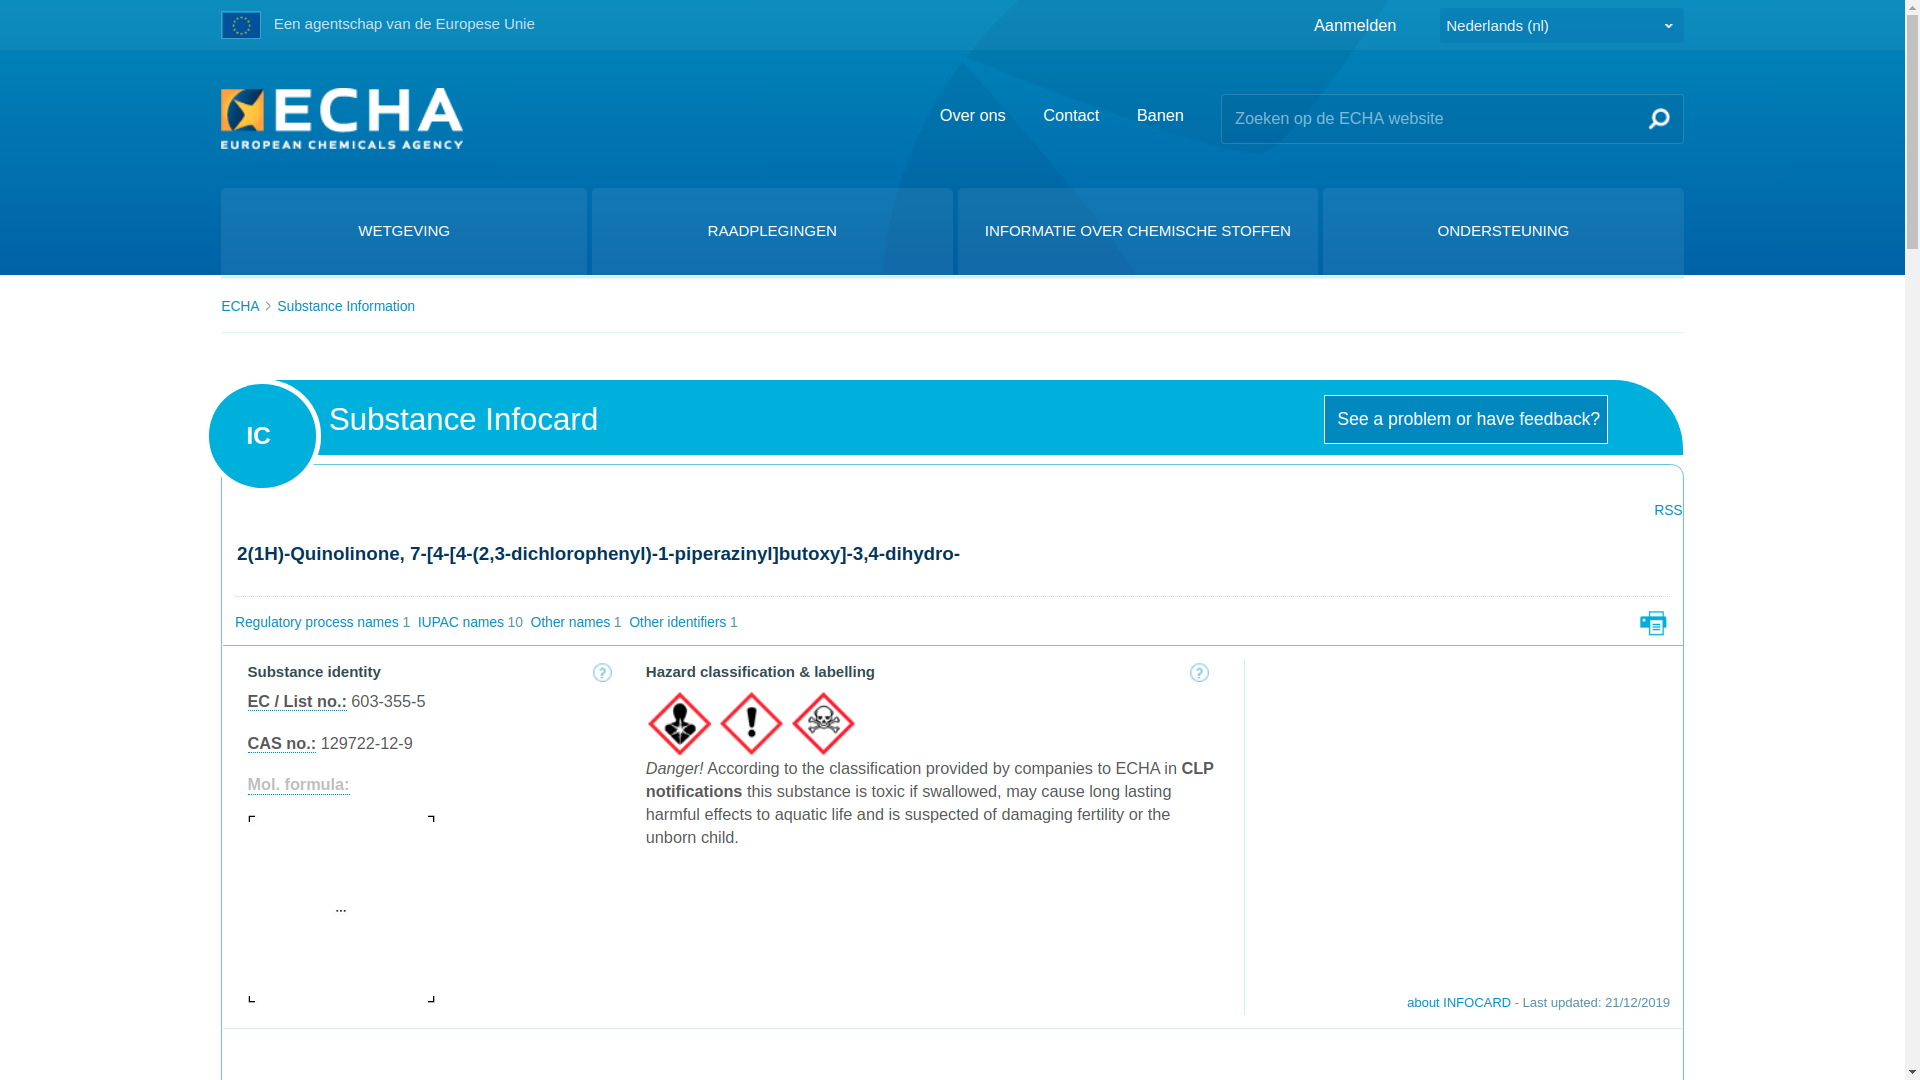 Een agentschap van de Europese Unie
Aanmelden
Nederlands (nl)
ECHA
EUROPEAN CHEMICALS AGENCY
Over ons
Contact
Banen
Zoeken op de ECHA website
WETGEVING
RAADPLEGINGEN
INFORMATIE OVER CHEMISCHE STOFFEN
ONDERSTEUNING
ECHA > Substance Information
IC
Substance Infocard
See a problem or have feedback?
RSS
2(1H)-Quinolinone, 7-[4-[4-(2,3-dichlorophenyl)-1-piperazinyl]butoxy]-3,4-dihydro-
Regulatory process names 1 IUPAC names 10 Other names 1 Other identifiers 1
Substance identity
?
EC / List no.: 603-355-5
CAS no.: 129722-12-9
Mol. formula:
...
Hazard classification & labelling
?
Danger! According to the classification provided by companies to ECHA in CLP
notifications this substance is toxic if swallowed, may cause long lasting
harmful effects to aquatic life and is suspected of damaging fertility or the
unborn child.
about INFOCARD - Last updated: 21/12/2019